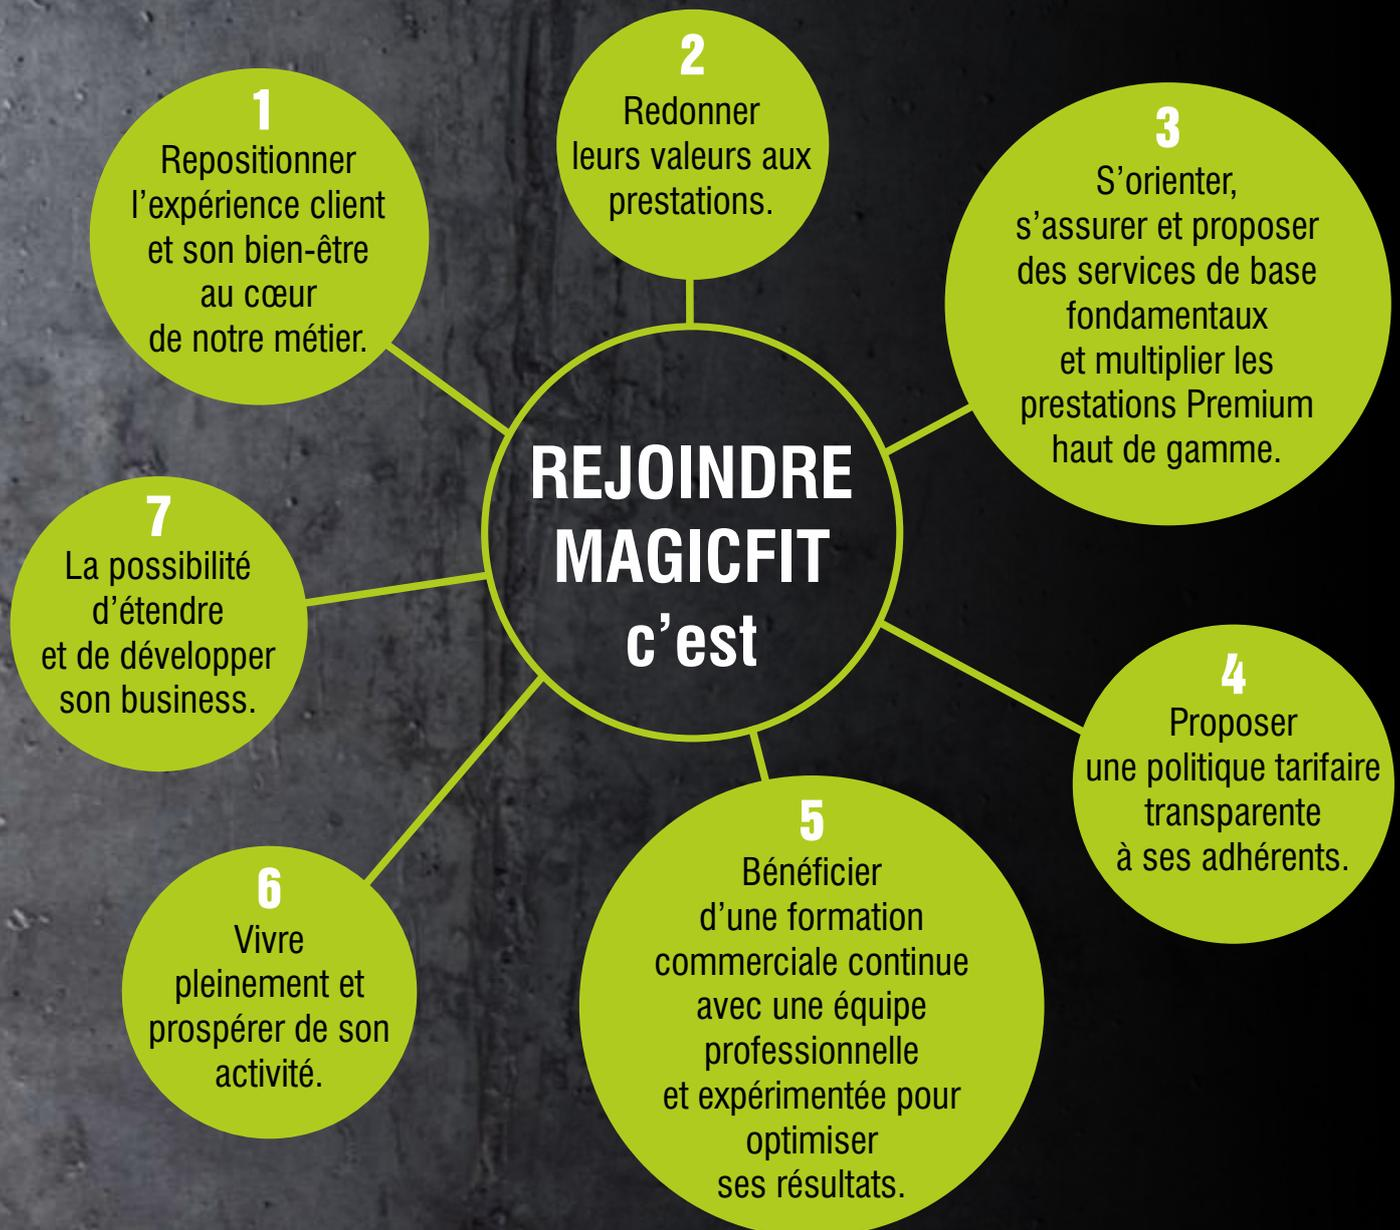 REJOINDRE
MAGICFIT
c’est
1
Repositionner
l’expérience client
et son bien-être
au cœur
de notre métier.
2
Redonner
leurs valeurs aux
prestations.
3
S’orienter,
s’assurer et proposer
des services de base
fondamentaux
et multiplier les
prestations Premium
haut de gamme.
4
Proposer
une politique tarifaire
transparente
à ses adhérents.
5
Bénéficier
d’une formation
commerciale continue
avec une équipe
professionnelle
et expérimentée pour
optimiser
ses résultats.
6
Vivre
pleinement et
prospérer de son
activité.
7
La possibilité
d’étendre
et de développer
son business.